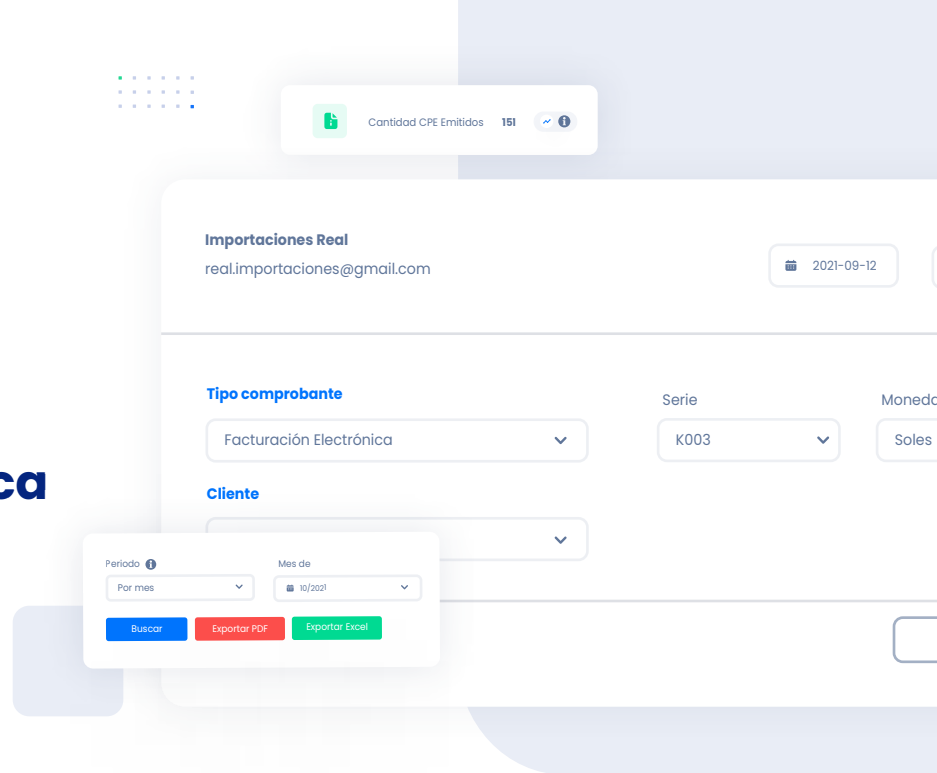 Cantidad CPE Emitidos 151
Importaciones Real
real.importaciones@gmail.com
2021-09-12
Tipo comprobante
Serie
Moneda
Facturación Electrónica
K003
Soles
Cliente
ca
Periodo
Mes de
Por mes
10/2021
Buscar
Exportar PDF
Exportar Excel